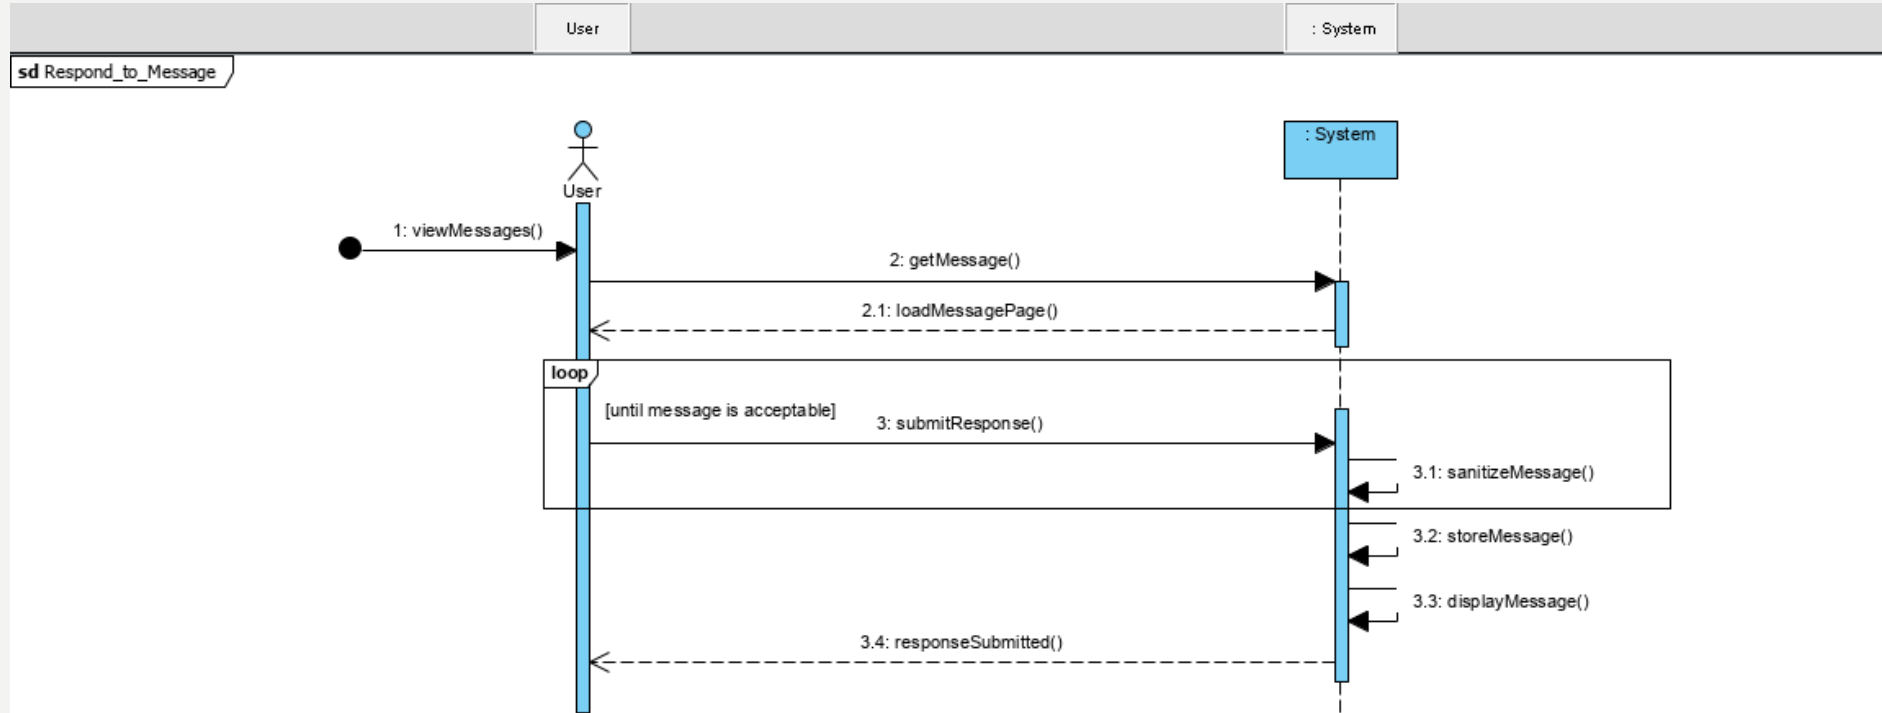 User
: System
sd Respond_to_Message
: System
User
1: viewMessages()
2: getMessage()
2.1: loadMessagePage()
loop
[until message is acceptable]
3: submitResponse()
3.1: sanitizeMessage()
3.2: storeMessage()
3.3: displayMessage()
3.4: responseSubmitted()